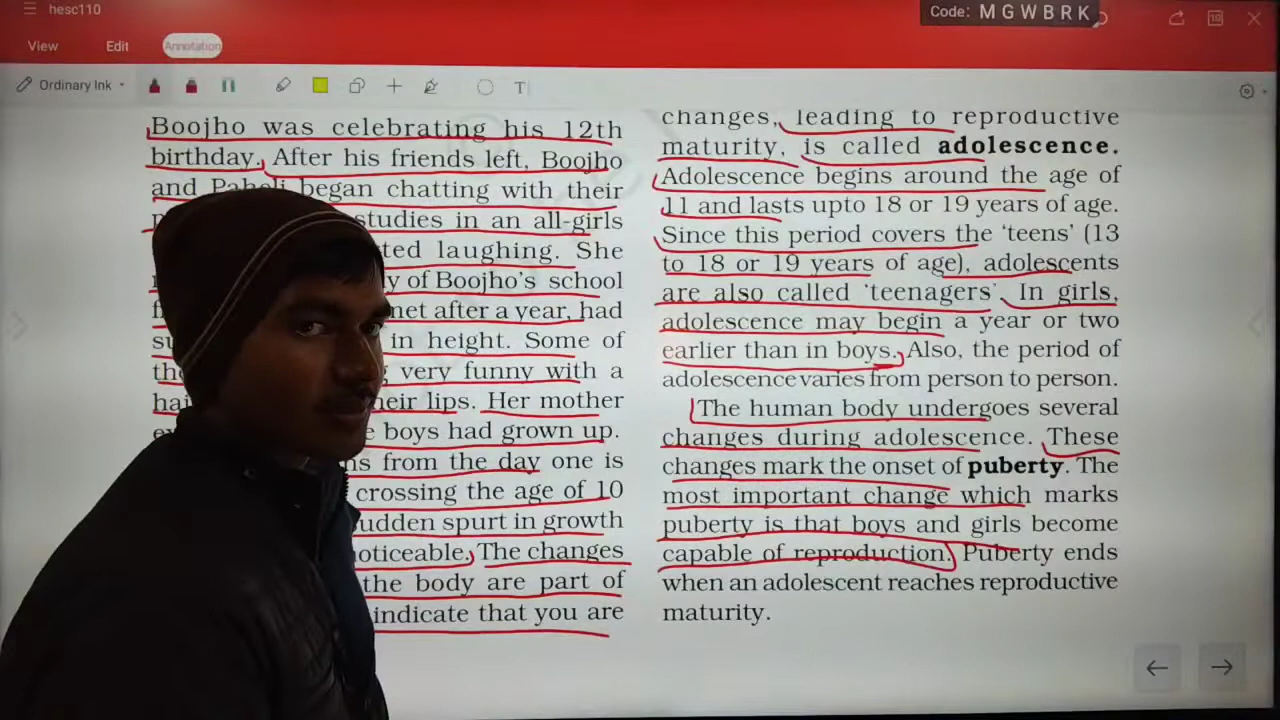 hesc110
Code: M G W B R K
View Edit Annotation
Ordinary Ink
T
Boojho was celebrating his 12th
birthday. After his friends left, Boojho
and Paheli began chatting with their
studies in an all-girls
laughing. She
of Boojho's school
after a year, had
in height. Some of
very funny with a
their lips. Her mother
boys had grown up.
from the day one is
crossing the age of 10
spurt in growth
The changes
the body are part of
indicate that you are
changes, leading to reproductive
maturity, is called adolescence.
Adolescence begins around the age of
11 and lasts upto 18 or 19 years of age.
Since this period covers the 'teens' (13
to 18 or 19 years of age), adolescents
are also called 'teenagers'. In girls,
adolescence may begin a year or two
earlier than in boys. Also, the period of
adolescence varies from person to person.
The human body undergoes several
changes during adolescence. These
changes mark the onset of puberty. The
most important change which marks
puberty is that boys and girls become
capable of reproduction. Puberty ends
when an adolescent reaches reproductive
maturity.